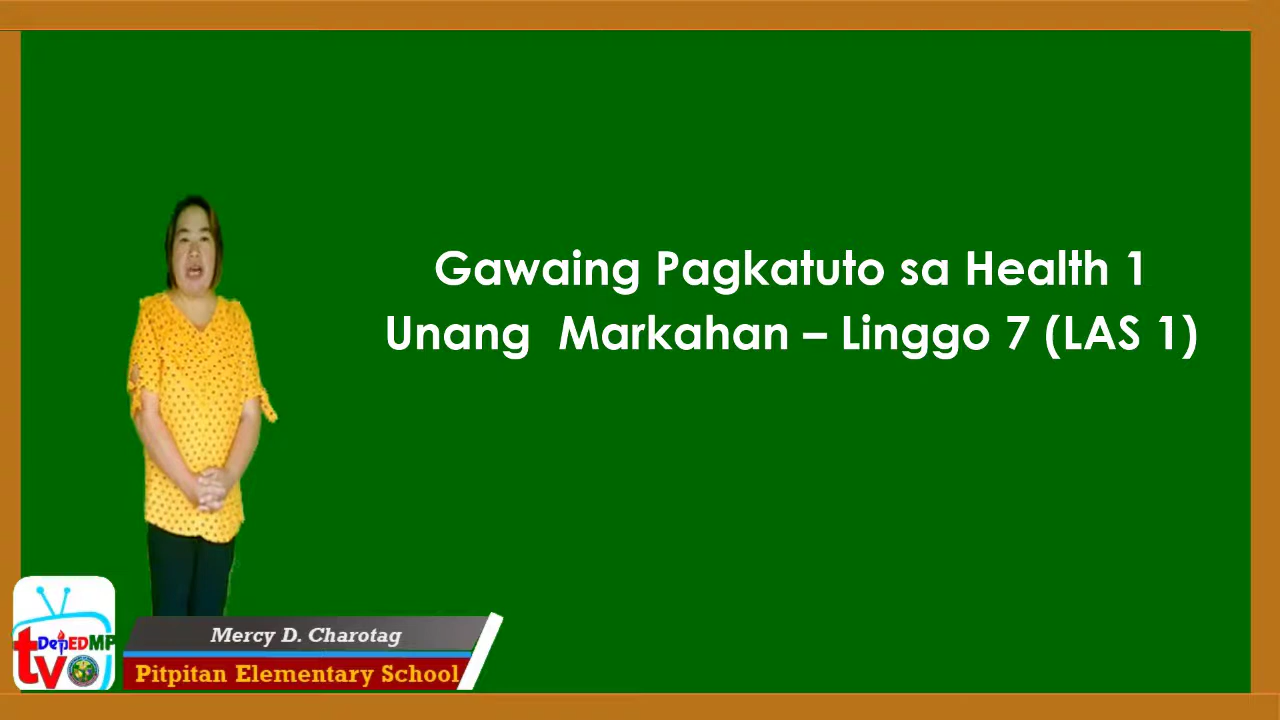 Gawaing Pagkatuto sa Health 1
Unang Markahan – Linggo 7 (LAS 1)
Mercy D. Charotag
Pitpitan Elementary School
DepEDMP
tv